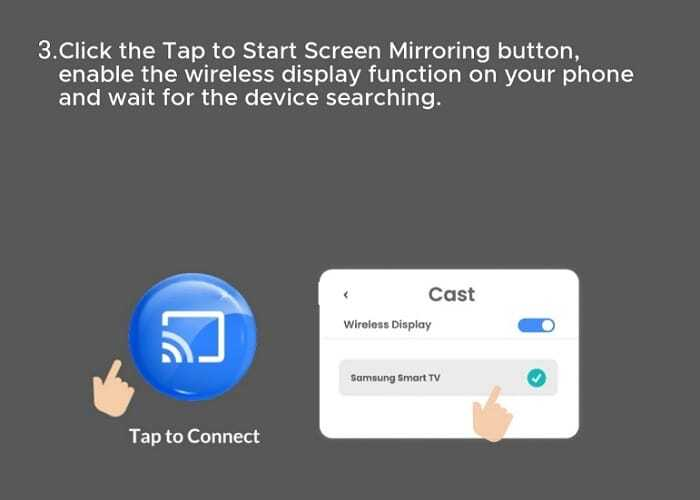 3.Click the Tap to Start Screen Mirroring button,
enable the wireless display function on your phone
and wait for the device searching.
Cast
Wireless Display
Samsung Smart TV
Tap to Connect